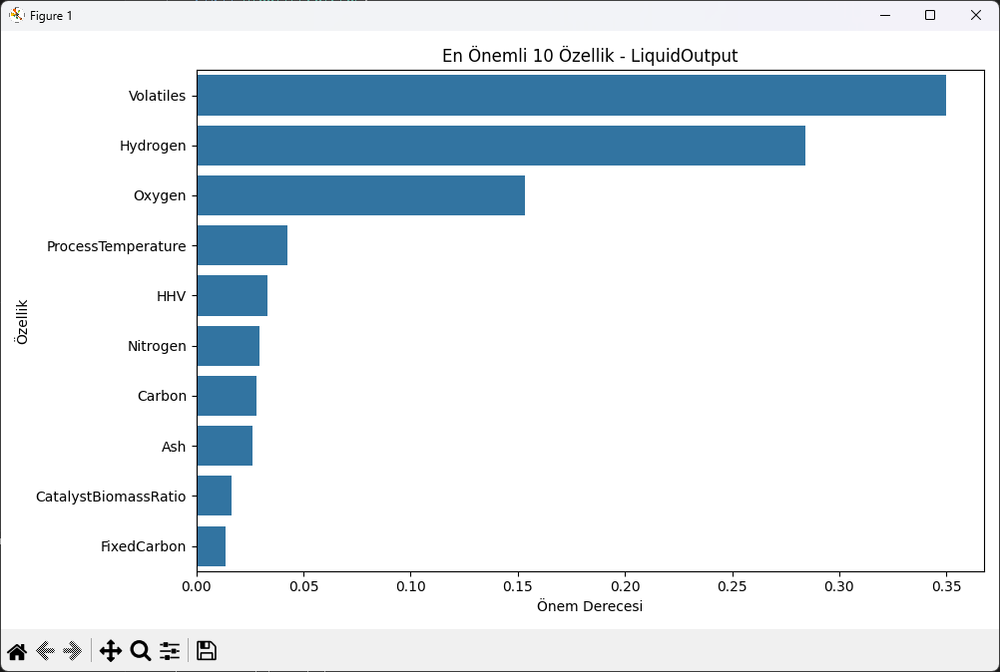 Figure 1
En Önemli 10 Özellik - LiquidOutput
Volatiles
Hydrogen
Oxygen
ProcessTemperature
HHV
Nitrogen
Carbon
Ash
CatalystBiomassRatio
FixedCarbon
Özellik
0.00 0.05 0.10 0.15 0.20 0.25 0.30 0.35
Önem Derecesi